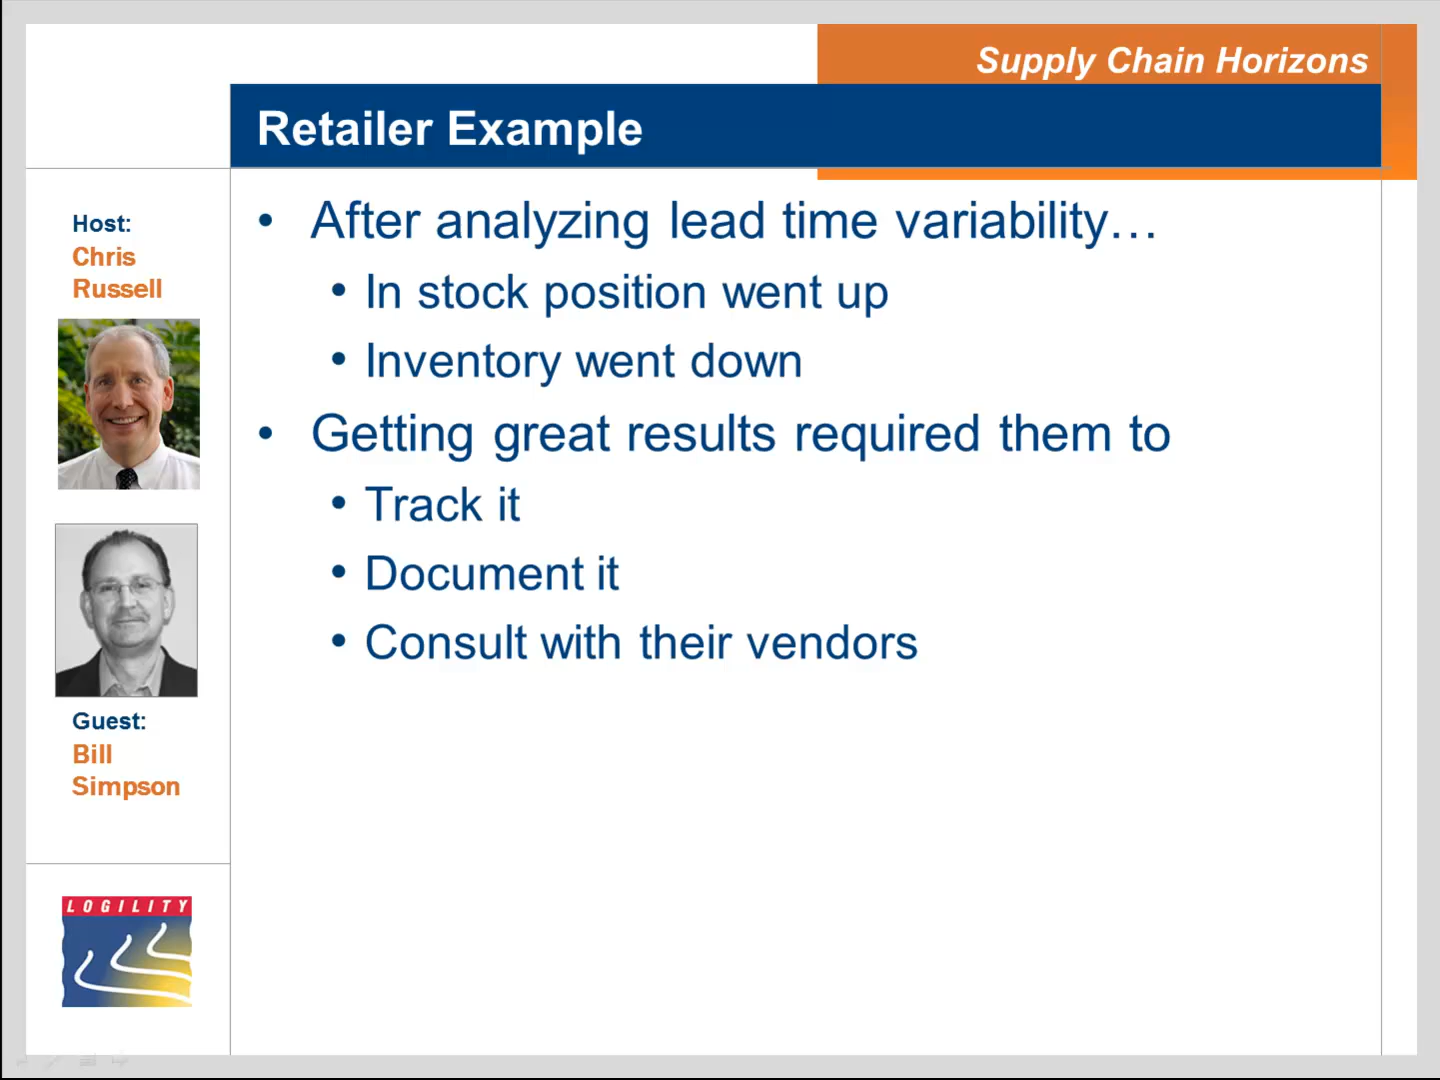 Supply Chain Horizons
Retailer Example
Host:
Chris
Russell
Guest:
Bill
Simpson
LOGILITY
• After analyzing lead time variability…
• In stock position went up
• Inventory went down
• Getting great results required them to
• Track it
• Document it
• Consult with their vendors